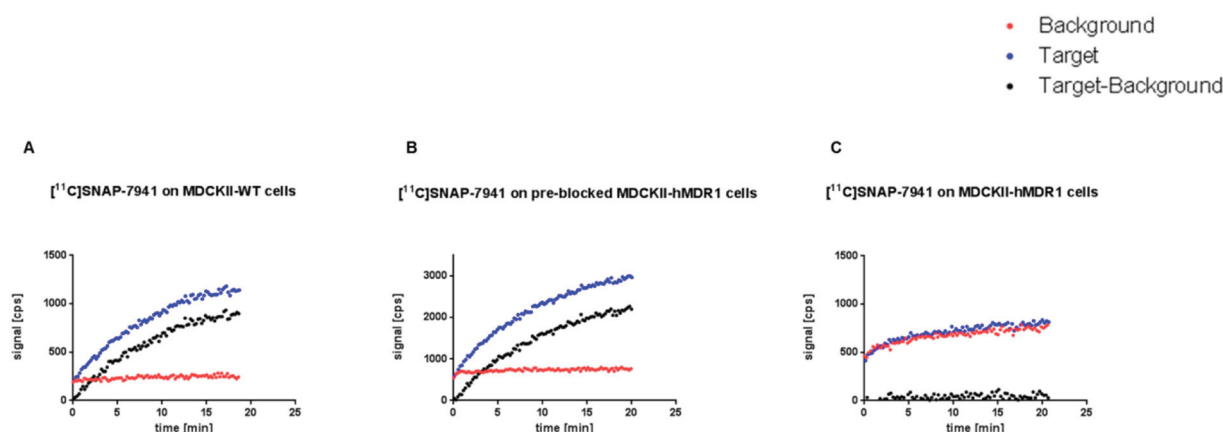 Background
Target
Target-Background
A
B
C
[¹¹C]SNAP-7941 on MDCKII-WT cells
[¹¹C]SNAP-7941 on pre-blocked MDCKII-hMDR1 cells
[¹¹C]SNAP-7941 on MDCKII-hMDR1 cells
1500
1000
500
0
signal [cps]
0 5 10 15 20 25
time [min]
3000
2000
1000
0
signal [cps]
0 5 10 15 20 25
time [min]
1500
1000
500
0
signal [cps]
0 5 10 15 20 25
time [min]